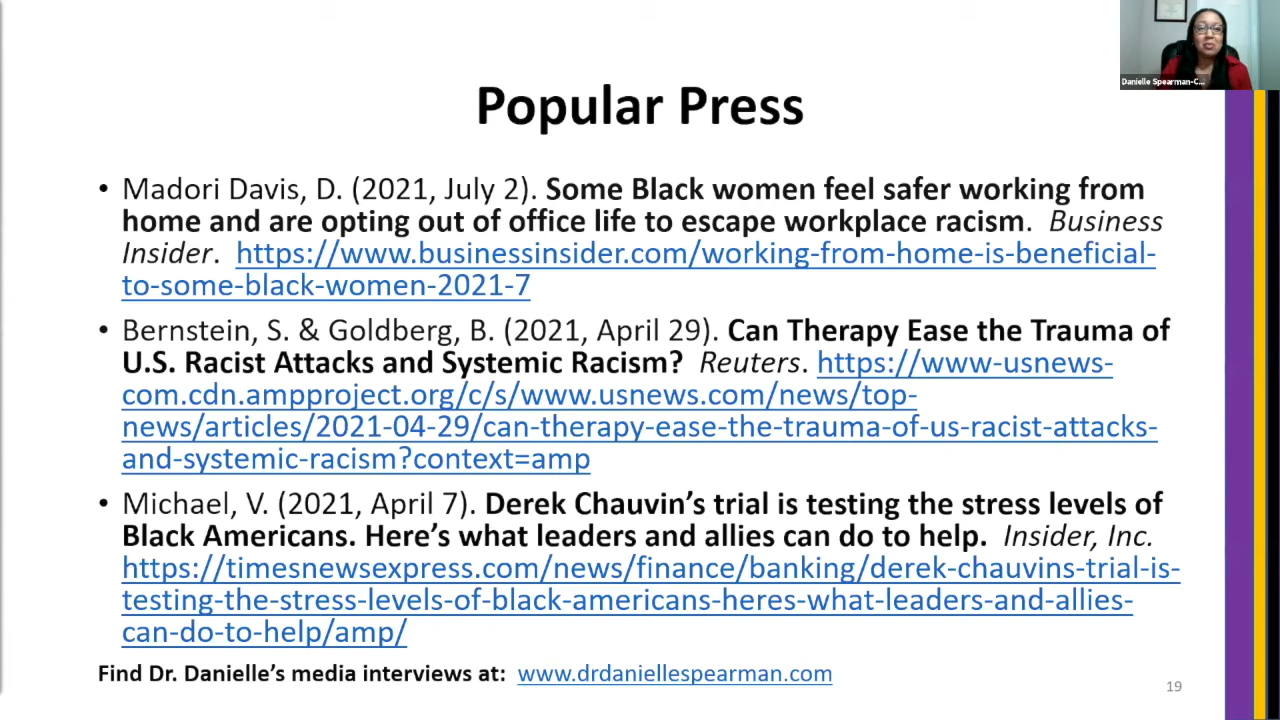 Danielle Spearman-C...
Popular Press
• Madori Davis, D. (2021, July 2). Some Black women feel safer working from
home and are opting out of office life to escape workplace racism. Business
Insider. https://www.businessinsider.com/working-from-home-is-beneficial-
to-some-black-women-2021-7
• Bernstein, S. & Goldberg, B. (2021, April 29). Can Therapy Ease the Trauma of
U.S. Racist Attacks and Systemic Racism? Reuters. https://www-usnews-
com.cdn.ampproject.org/c/s/www.usnews.com/news/top-
news/articles/2021-04-29/can-therapy-ease-the-trauma-of-us-racist-attacks-
and-systemic-racism?context=amp
• Michael, V. (2021, April 7). Derek Chauvin’s trial is testing the stress levels of
Black Americans. Here’s what leaders and allies can do to help. Insider, Inc.
https://timesnewsexpress.com/news/finance/banking/derek-chauvins-trial-is-
testing-the-stress-levels-of-black-americans-heres-what-leaders-and-allies-
can-do-to-help/amp/
Find Dr. Danielle’s media interviews at: www.drdaniellespearman.com
19